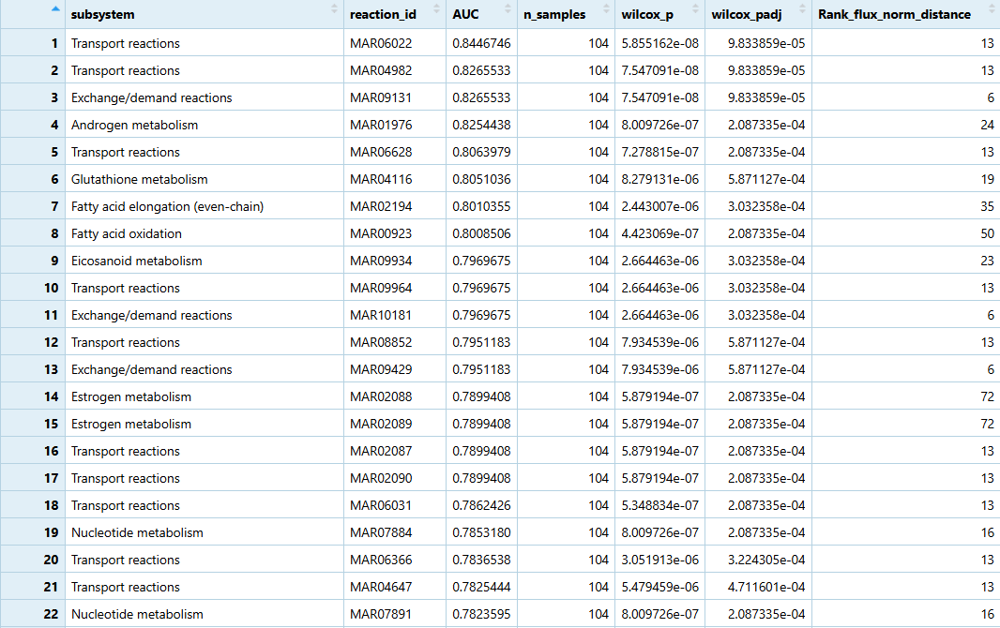 subsystem reaction_id AUC n_samples wilcox_p wilcox_padj Rank_flux_norm_distance
1 Transport reactions MAR06022 0.8446746 104 5.855162e-08 9.833859e-05 13
2 Transport reactions MAR04982 0.8265533 104 7.547091e-08 9.833859e-05 13
3 Exchange/demand reactions MAR09131 0.8265533 104 7.547091e-08 9.833859e-05 6
4 Androgen metabolism MAR01976 0.8254438 104 8.009726e-07 2.087335e-04 24
5 Transport reactions MAR06628 0.8063979 104 7.278815e-07 2.087335e-04 13
6 Glutathione metabolism MAR04116 0.8051036 104 8.279131e-06 5.871127e-04 19
7 Fatty acid elongation (even-chain) MAR02194 0.8010355 104 2.443007e-06 3.032358e-04 35
8 Fatty acid oxidation MAR00923 0.8008506 104 4.423069e-07 2.087335e-04 50
9 Eicosanoid metabolism MAR09934 0.7969675 104 2.664463e-06 3.032358e-04 23
10 Transport reactions MAR09964 0.7969675 104 2.664463e-06 3.032358e-04 13
11 Exchange/demand reactions MAR10181 0.7969675 104 2.664463e-06 3.032358e-04 6
12 Transport reactions MAR08852 0.7951183 104 7.934539e-06 5.871127e-04 13
13 Exchange/demand reactions MAR09429 0.7951183 104 7.934539e-06 5.871127e-04 6
14 Estrogen metabolism MAR02088 0.7899408 104 5.879194e-07 2.087335e-04 72
15 Estrogen metabolism MAR02089 0.7899408 104 5.879194e-07 2.087335e-04 72
16 Transport reactions MAR02087 0.7899408 104 5.879194e-07 2.087335e-04 13
17 Transport reactions MAR02090 0.7899408 104 5.879194e-07 2.087335e-04 13
18 Transport reactions MAR06031 0.7862426 104 5.348834e-07 2.087335e-04 13
19 Nucleotide metabolism MAR07884 0.7853180 104 8.009726e-07 2.087335e-04 16
20 Transport reactions MAR06366 0.7836538 104 3.051913e-06 3.224305e-04 13
21 Transport reactions MAR04647 0.7825444 104 5.479459e-06 4.711601e-04 13
22 Nucleotide metabolism MAR07891 0.7823595 104 8.009726e-07 2.087335e-04 16